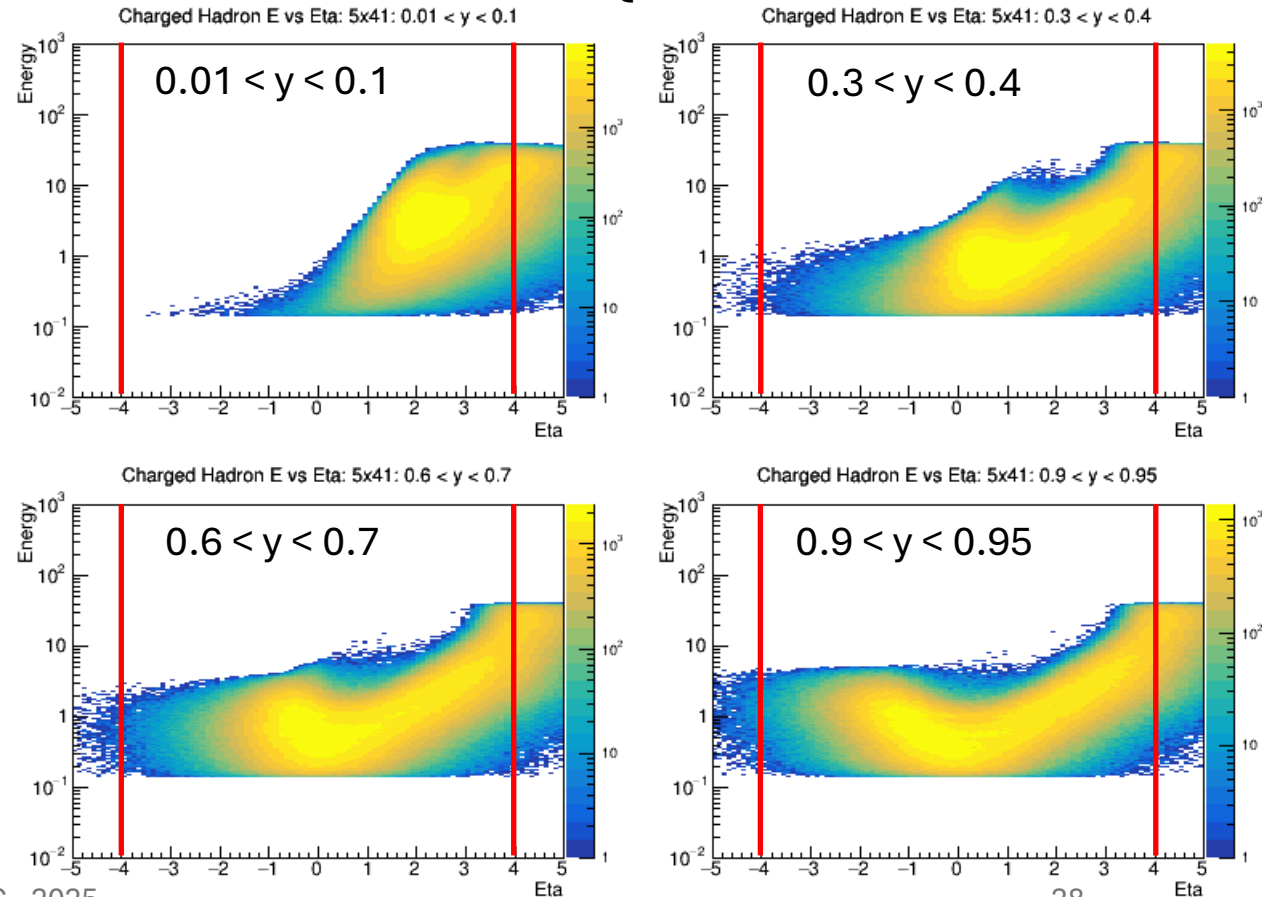 Charged Hadron E vs Eta: 5x41: 0.01 < y < 0.1
Energy
0.01 < y < 0.1
10³
10²
10
1
10⁻¹
10⁻²
−5 −4 −3 −2 −1 0 1 2 3 4 5
Eta
10³
10²
10
1
Charged Hadron E vs Eta: 5x41: 0.3 < y < 0.4
Energy
0.3 < y < 0.4
10³
10²
10
1
10⁻¹
10⁻²
−5 −4 −3 −2 −1 0 1 2 3 4 5
Eta
10³
10²
10
1
Charged Hadron E vs Eta: 5x41: 0.6 < y < 0.7
Energy
0.6 < y < 0.7
10³
10²
10
1
10⁻¹
10⁻²
−5 −4 −3 −2 −1 0 1 2 3 4 5
Eta
10³
10²
10
1
Charged Hadron E vs Eta: 5x41: 0.9 < y < 0.95
Energy
0.9 < y < 0.95
10³
10²
10
1
10⁻¹
10⁻²
−5 −4 −3 −2 −1 0 1 2 3 4 5
Eta
10³
10²
10
1
2025
28